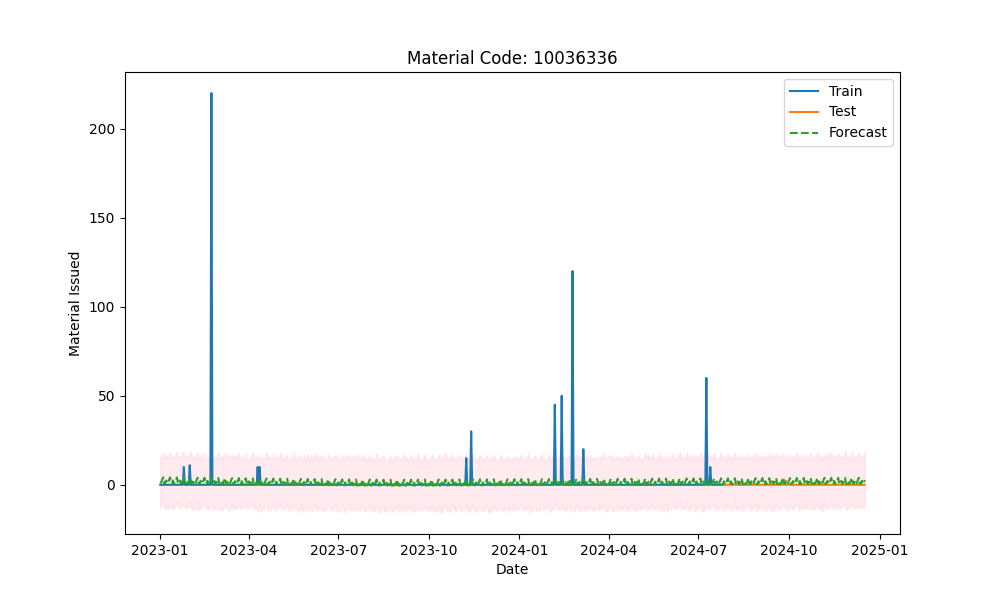 Material Code: 10036336
Train
Test
Forecast
200
150
100
50
0
Material Issued
2023-01 2023-04 2023-07 2023-10 2024-01 2024-04 2024-07 2024-10 2025-01
Date